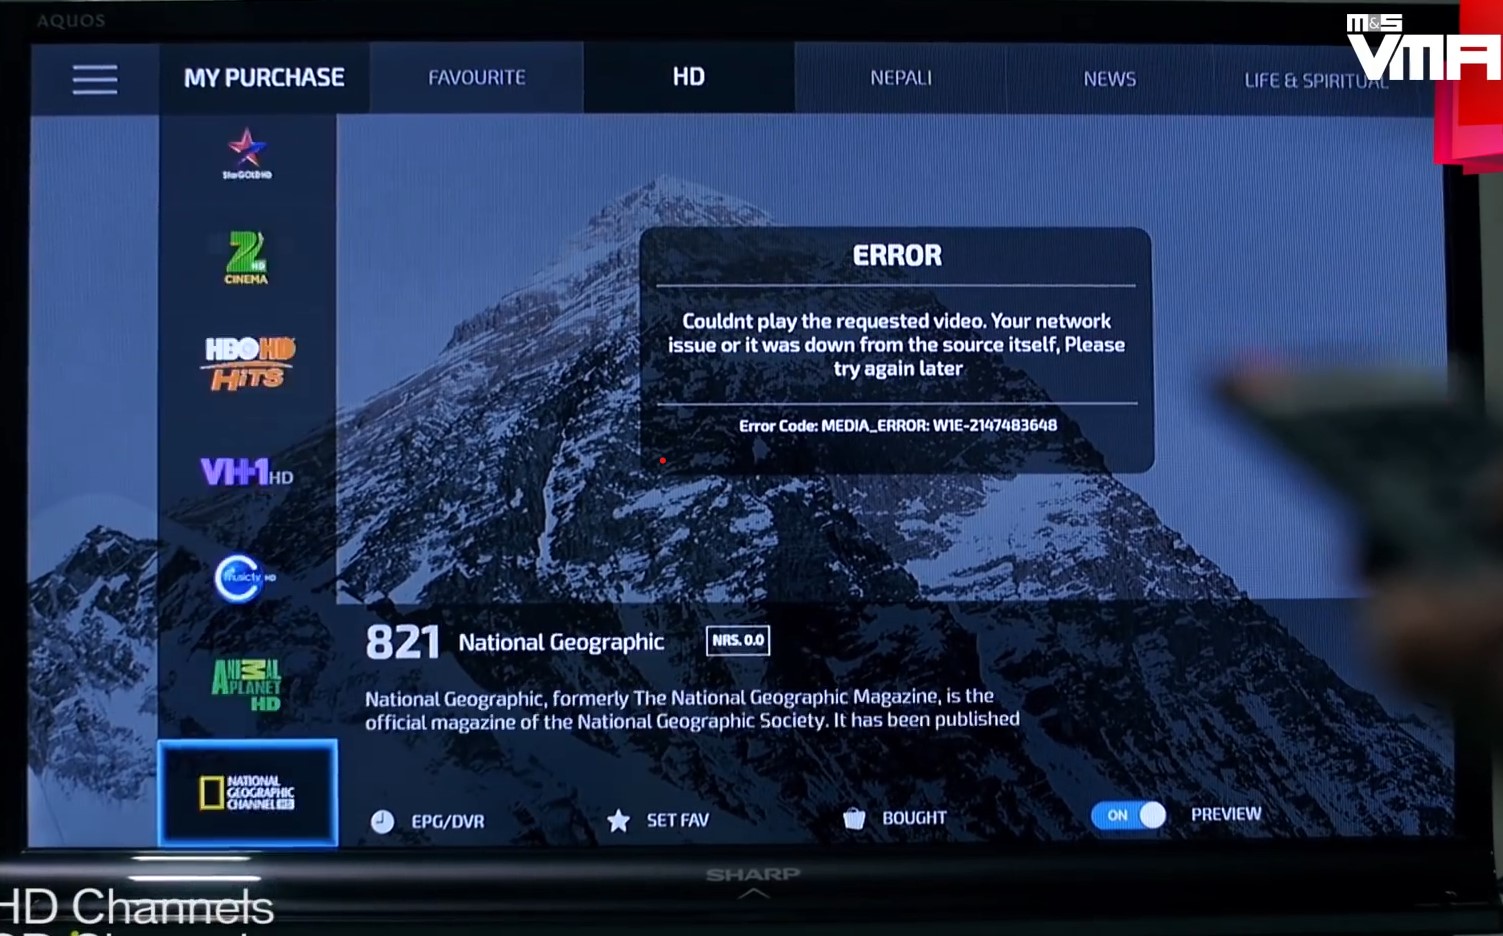 AQUOS
M&S
VMA
MY PURCHASE
FAVOURITE
HD
NEPALI
NEWS
LIFE & SPIRITUAL
Star GOLD HD
Z HD
CINEMA
HBO HD
HiTS
VH1 HD
musictv HD
ANIMAL
PLANET
HD
NATIONAL
GEOGRAPHIC
CHANNEL HD
ERROR
Couldnt play the requested video. Your network
issue or it was down from the source itself, Please
try again later
Error Code: MEDIA_ERROR: W1E-2147483648
821 National Geographic NRS. 0.0
National Geographic, formerly The National Geographic Magazine, is the
official magazine of the National Geographic Society. It has been published
EPG/DVR
SET FAV
BOUGHT
ON
PREVIEW
SHARP
HD Channels